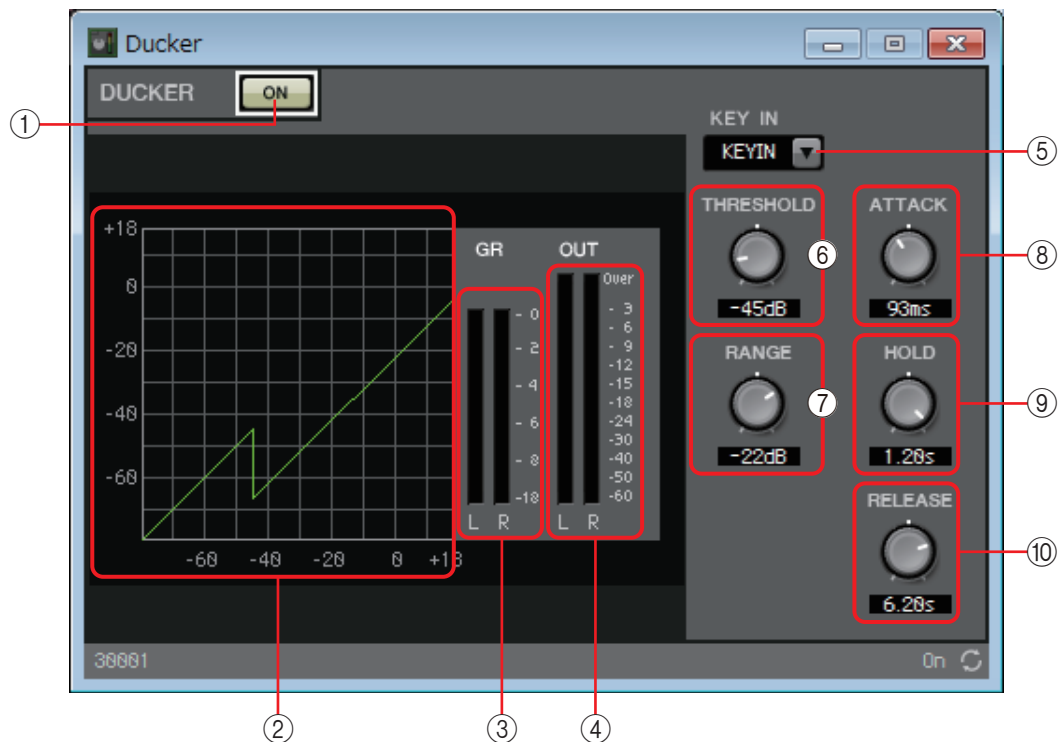 Ducker
DUCKER ON
①
KEY IN
KEYIN
⑤
THRESHOLD
-45dB
⑥
ATTACK
93ms
⑧
RANGE
-22dB
⑦
HOLD
1.20s
⑨
RELEASE
6.20s
⑩
+18
0
-20
-40
-60
-60 -40 -20 0 +18
GR
- 0
- 2
- 4
- 6
- 8
-18
L R
OUT
Over
- 3
- 6
- 9
-12
-15
-18
-24
-30
-40
-50
-60
L R
30001 On
② ③ ④